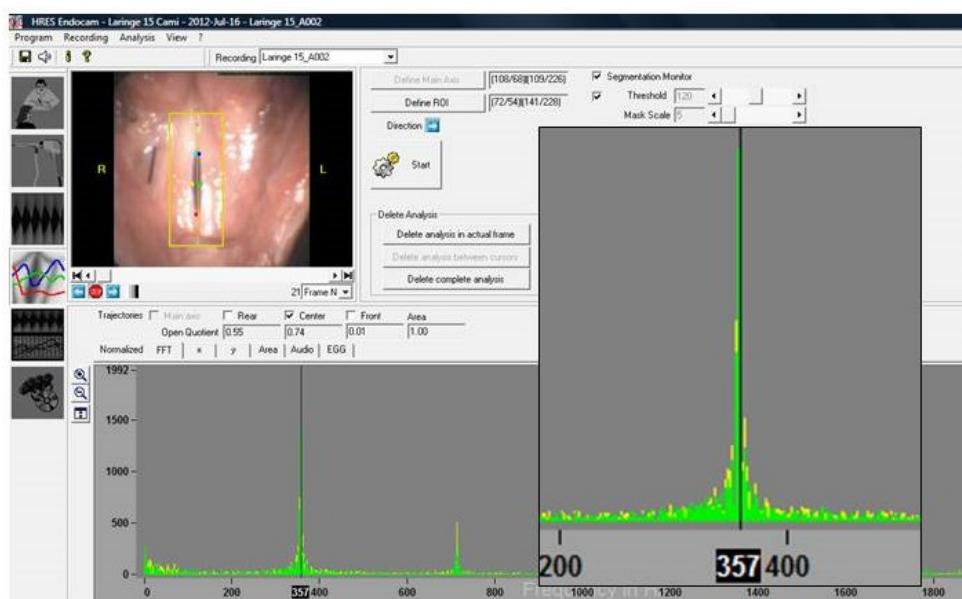 HRES Endocam - Laringe 15 Cami - 2012-Jul-16 - Laringe 15_A002
Program Recording Analysis View ?
Recording Laringe 15_A002
Define Main Axis (108/68)(109/226) Segmentation Monitor
Define ROI (72/54)(141/228) Threshold 120
Mask Scale 5
Direction
R L
Start
Delete Analysis
Delete analysis in actual frame
Delete analysis between cursors
Delete complete analysis
21 Frame N
Trajectories Main axis Rear Center Front Area
Open Quotient 0.55 0.74 0.01 1.00
Normalized FFT x y Area Audio EGG
1992
1500
1000
500
0
0 200 357 400 600 800 1000 1200 1400 1600 1800
Frequency in H
200 357 400